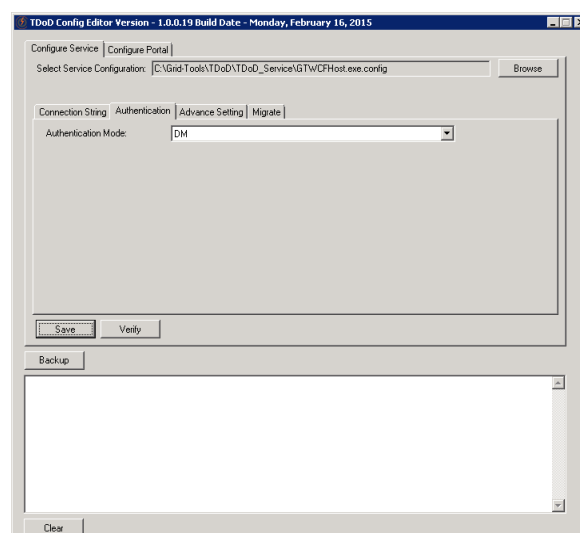 TDoD Config Editor Version - 1.0.0.19 Build Date - Monday, February 16, 2015
Configure Service Configure Portal
Select Service Configuration: C:\Grid-Tools\TDoD\TDoD_Service\GTWCFHost.exe.config Browse
Connection String Authentication Advance Setting Migrate
Authentication Mode: DM
Save Verify
Backup
Clear